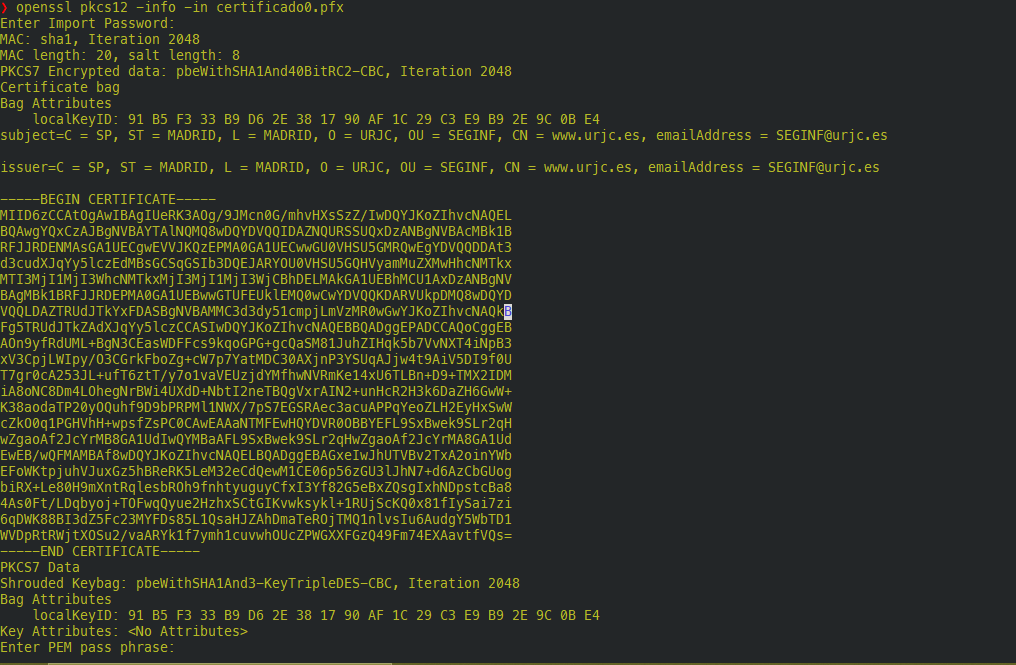 ❯ openssl pkcs12 -info -in certificado0.pfx
Enter Import Password:
MAC: sha1, Iteration 2048
MAC length: 20, salt length: 8
PKCS7 Encrypted data: pbeWithSHA1And40BitRC2-CBC, Iteration 2048
Certificate bag
Bag Attributes
    localKeyID: 91 B5 F3 33 B9 D6 2E 38 17 90 AF 1C 29 C3 E9 B9 2E 9C 0B E4
subject=C = SP, ST = MADRID, L = MADRID, O = URJC, OU = SEGINF, CN = www.urjc.es, emailAddress = SEGINF@urjc.es
issuer=C = SP, ST = MADRID, L = MADRID, O = URJC, OU = SEGINF, CN = www.urjc.es, emailAddress = SEGINF@urjc.es
-----BEGIN CERTIFICATE-----
MIID6zCCAtOgAwIBAgIUeRK3AOg/9JMcn0G/mhvHXsSzZ/IwDQYJKoZIhvcNAQEL
BQAwgYQxCzAJBgNVBAYTAlNQMQ8wDQYDVQQIDAZNQURSSUQxDzANBgNVBAcMBk1B
RFJJRDENMAsGA1UECgwEVVJKQzEPMA0GA1UECwwGU0VHSU5GMRQwEgYDVQQDDAt3
d3cudXJqYy5lczEdMBsGCSqGSIb3DQEJARYOU0VHSU5GQHVyamMuZXMwHhcNMTkx
MTI3MjI1MjI3WhcNMTkxMjI3MjI1MjI3WjCBhDELMAkGA1UEBhMCU1AxDzANBgNV
BAgMBk1BRFJJRDEPMA0GA1UEBwwGTUFEUklEMQ0wCwYDVQQKDARVUkpDMQ8wDQYD
VQQLDAZTRUdJTkYxFDASBgNVBAMMC3d3dy51cmpjLmVzMR0wGwYJKoZIhvcNAQkB
Fg5TRUdJTkZAdXJqYy5lczCCASIwDQYJKoZIhvcNAQEBBQADggEPADCCAQoCggEB
AOn9yfRdUML+BgN3CEasWDFFcs9kqoGPG+gcQaSM81JuhZIHqk5b7VvNXT4iNpB3
xV3CpjLWIpy/O3CGrkFboZg+cW7p7YatMDC30AXjnP3YSUqAJjw4t9AiV5DI9f0U
T7gr0cA253JL+ufT6ztT/y7o1vaVEUzjdYMfhwNVRmKe14xU6TLBn+D9+TMX2IDM
iA8oNC8Dm4LOhegNrBWi4UXdD+NbtI2neTBQgVxrAIN2+unHcR2H3k6DaZH6GwW+
K38aodaTP20yOQuhf9D9bPRPMl1NWX/7pS7EGSRAec3acuAPPqYeoZLH2EyHxSwW
cZkO0q1PGHVhH+wpsfZsPC0CAwEAAaNTMFEwHQYDVR0OBBYEFL9SxBwek9SLr2qH
wZgaoAf2JcYrMB8GA1UdIwQYMBaAFL9SxBwek9SLr2qHwZgaoAf2JcYrMA8GA1Ud
EwEB/wQFMAMBAf8wDQYJKoZIhvcNAQELBQADggEBAGxeIwJhUTVBv2TxA2oinYWb
EFoWKtpjuhVJuxGz5hBReRK5LeM32eCdQewM1CE06p56zGU3lJhN7+d6AzCbGUog
biRX+Le80H9mXntRqlesbROh9fnhtyuguyCfxI3Yf82G5eBxZQsgIxhNDpstcBa8
4As0Ft/LDqbyoj+TOFwqQyue2HzhxSCtGIKvwksykl+1RUjScKQ0x81fIySai7zi
6qDWK88BI3dZ5Fc23MYFDs85L1QsaHJZAhDmaTeROjTMQ1nlvsIu6AudgY5WbTD1
WVDpRtRWjtXOSu2/vaARYk1f7ymh1cuvwhOUcZPWGXXFGzQ49Fm74EXAavtfVQs=
-----END CERTIFICATE-----
PKCS7 Data
Shrouded Keybag: pbeWithSHA1And3-KeyTripleDES-CBC, Iteration 2048
Bag Attributes
    localKeyID: 91 B5 F3 33 B9 D6 2E 38 17 90 AF 1C 29 C3 E9 B9 2E 9C 0B E4
Key Attributes: <No Attributes>
Enter PEM pass phrase: